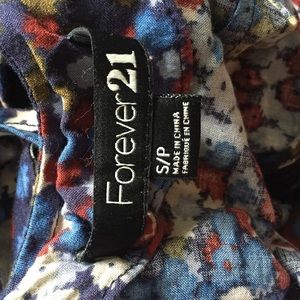 Forever21
S/P
MADE IN CHINA
FABRIQUÉ EN CHINE